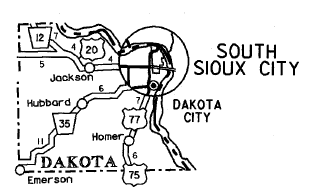 12
7
4
20
4
5
Jackson
SOUTH
SIOUX CITY
Hubbard
6
7
DAKOTA
CITY
35
77
11
Homer
DAKOTA
6
Emerson
75